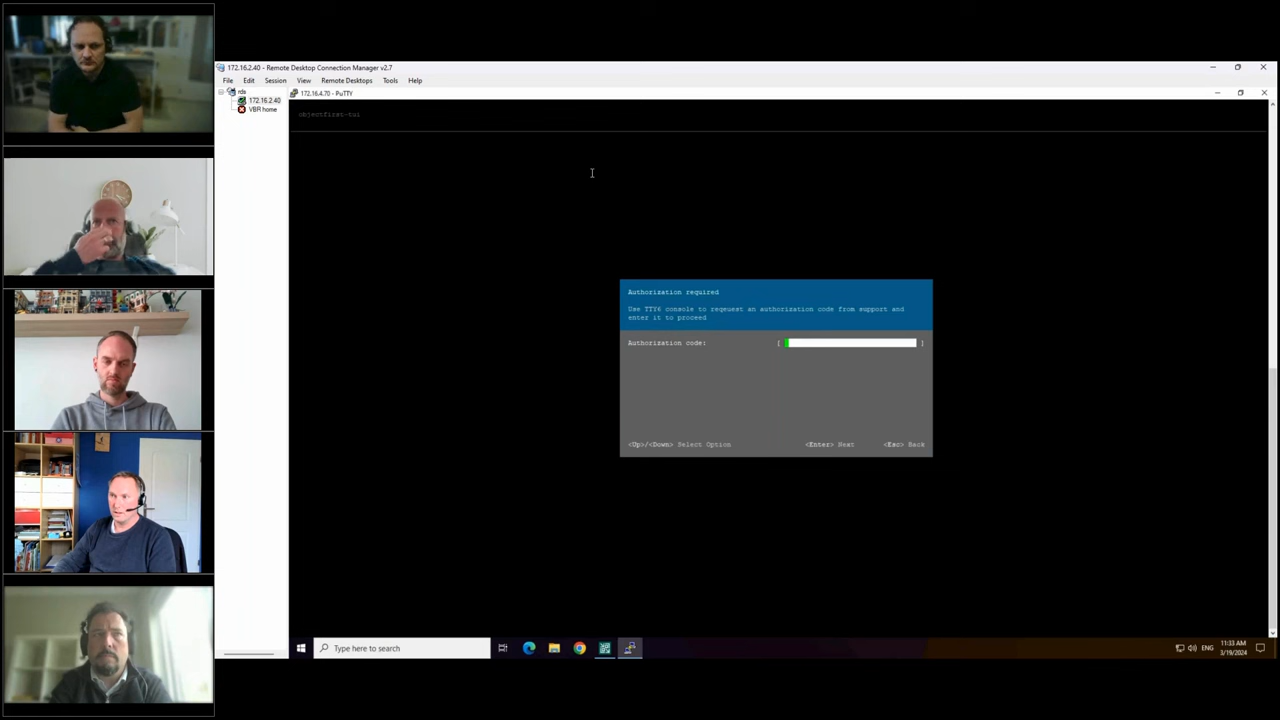 172.16.2.40 - Remote Desktop Connection Manager v2.7
File Edit Session View Remote Desktops Tools Help
rds
172.16.2.40
VBR home
172.16.4.70 - PuTTY
objectfirst-tui
Authorization required
Use TTY6 console to reqeuest an authorization code from support and
enter it to proceed
Authorization code: [ ]
<Up>/<Down> Select Option <Enter> Next <Esc> Back
Type here to search
ENG
11:33 AM
3/19/2024